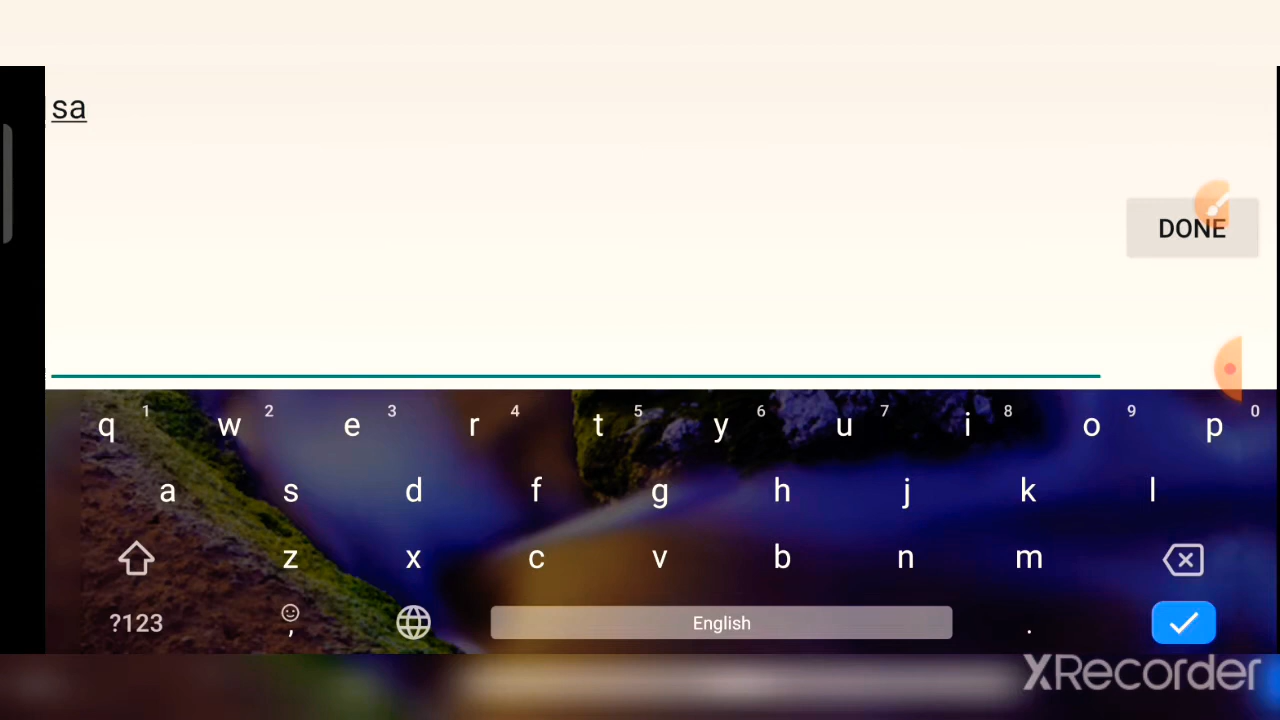 sa
DONE
q 1 w 2 e 3 r 4 t 5 y 6 u 7 i 8 o 9 p 0
a s d f g h j k l
z x c v b n m
?123 , English .
XRecorder